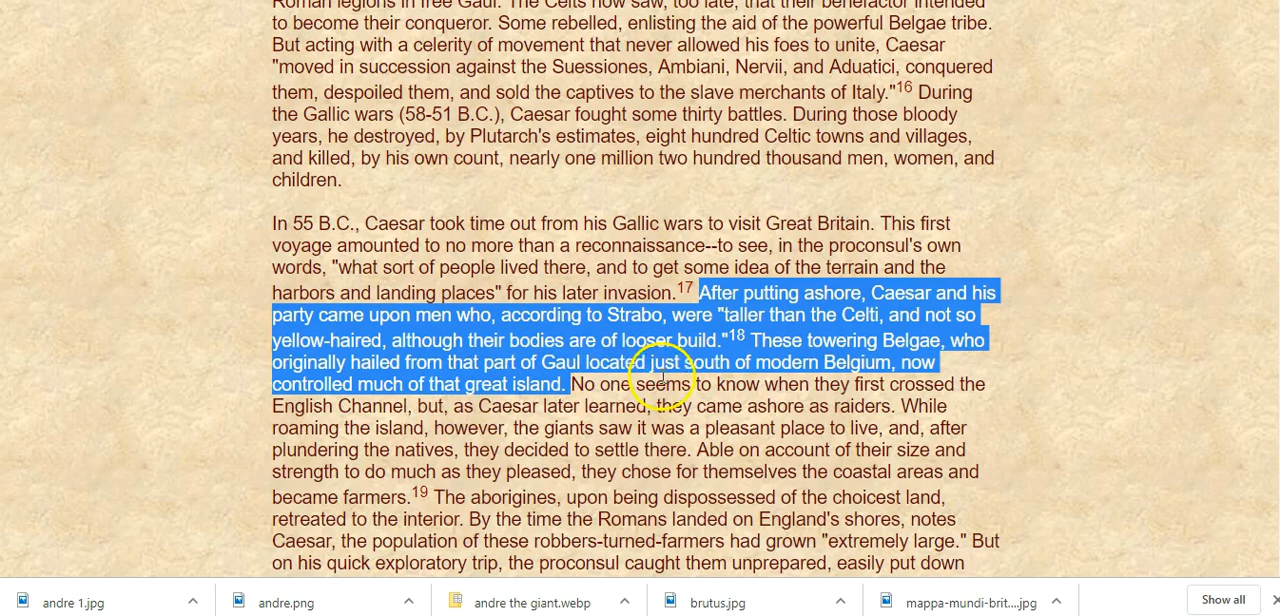 Roman legions in free Gaul. The Celts now saw, too late, that their benefactor intended
to become their conqueror. Some rebelled, enlisting the aid of the powerful Belgae tribe.
But acting with a celerity of movement that never allowed his foes to unite, Caesar
"moved in succession against the Suessiones, Ambiani, Nervii, and Aduatici, conquered
them, despoiled them, and sold the captives to the slave merchants of Italy."16 During
the Gallic wars (58-51 B.C.), Caesar fought some thirty battles. During those bloody
years, he destroyed, by Plutarch's estimates, eight hundred Celtic towns and villages,
and killed, by his own count, nearly one million two hundred thousand men, women, and
children.
In 55 B.C., Caesar took time out from his Gallic wars to visit Great Britain. This first
voyage amounted to no more than a reconnaissance--to see, in the proconsul's own
words, "what sort of people lived there, and to get some idea of the terrain and the
harbors and landing places" for his later invasion.17 After putting ashore, Caesar and his
party came upon men who, according to Strabo, were "taller than the Celti, and not so
yellow-haired, although their bodies are of looser build."18 These towering Belgae, who
originally hailed from that part of Gaul located just south of modern Belgium, now
controlled much of that great island. No one seems to know when they first crossed the
English Channel, but, as Caesar later learned, they came ashore as raiders. While
roaming the island, however, the giants saw it was a pleasant place to live, and, after
plundering the natives, they decided to settle there. Able on account of their size and
strength to do much as they pleased, they chose for themselves the coastal areas and
became farmers.19 The aborigines, upon being dispossessed of the choicest land,
retreated to the interior. By the time the Romans landed on England's shores, notes
Caesar, the population of these robbers-turned-farmers had grown "extremely large." But
on his quick exploratory trip, the proconsul caught them unprepared, easily put down
andre 1.jpg
andre.png
andre the giant.webp
brutus.jpg
mappa-mundi-brit....jpg
Show all